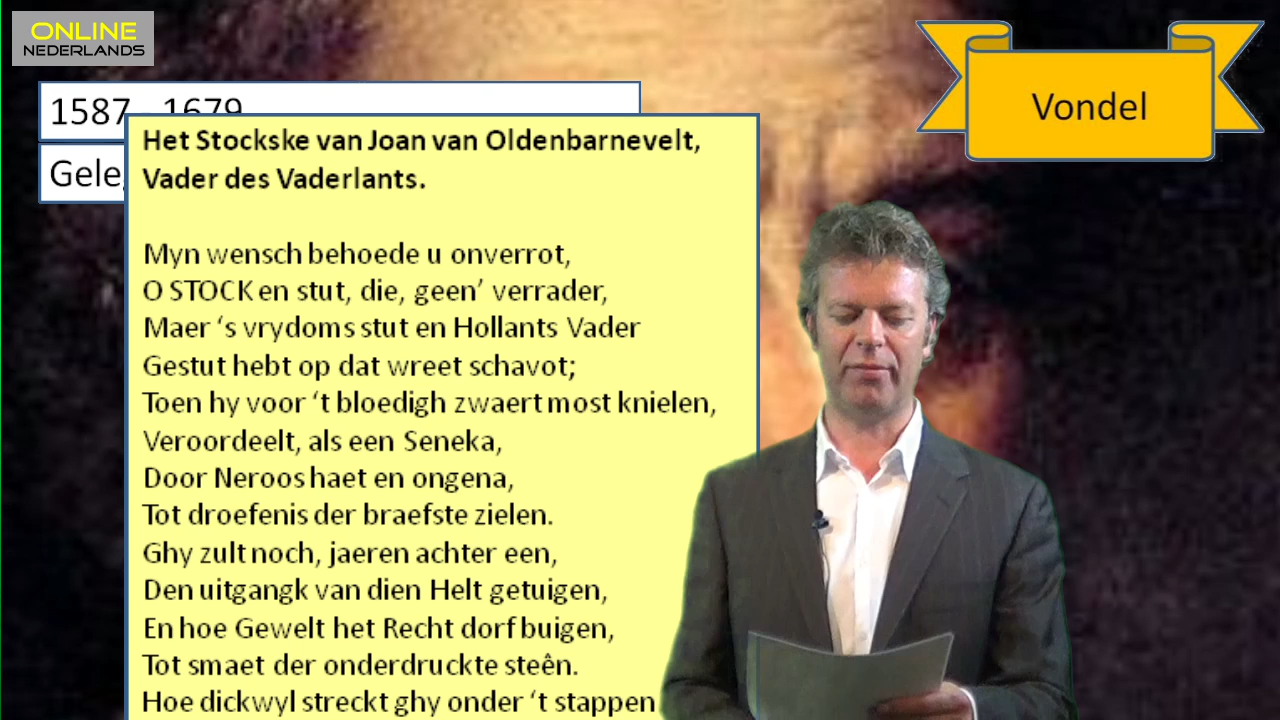 ONLINE
NEDERLANDS
Vondel
1587 - 1679
Het Stockske van Joan van Oldenbarnevelt,
Vader des Vaderlants.
Myn wensch behoede u onverrot,
O STOCK en stut, die, geen’ verrader,
Maer ‘s vrydoms stut en Hollants Vader
Gestut hebt op dat wreet schavot;
Toen hy voor ‘t bloedigh zwaert most knielen,
Veroordeelt, als een Seneka,
Door Neroos haet en ongena,
Tot droefenis der braefste zielen.
Ghy zult noch, jaeren achter een,
Den uitgangk van dien Helt getuigen,
En hoe Gewelt het Recht dorf buigen,
Tot smaet der onderdruckte steên.
Hoe dickwyl streckt ghy onder ‘t stappen